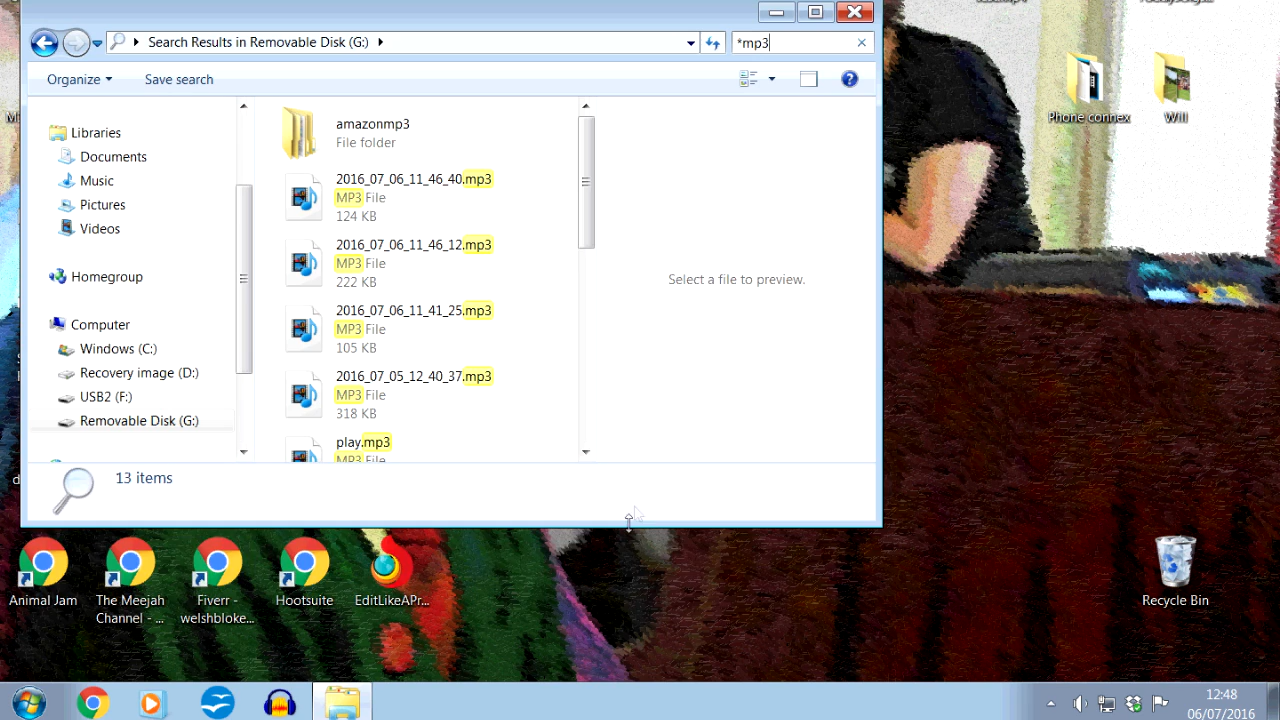 Search Results in Removable Disk (G:)
*mp3
Organize
Save search
Libraries
Documents
Music
Pictures
Videos
Homegroup
Computer
Windows (C:)
Recovery image (D:)
USB2 (F:)
Removable Disk (G:)
amazonmp3
File folder
2016_07_06_11_46_40.mp3
MP3 File
124 KB
2016_07_06_11_46_12.mp3
MP3 File
222 KB
2016_07_06_11_41_25.mp3
MP3 File
105 KB
2016_07_05_12_40_37.mp3
MP3 File
318 KB
play.mp3
MP3 File
Select a file to preview.
13 items
Phone connex
Will
Animal Jam
The Meejah
Channel - ...
Fiverr -
welshbloke...
Hootsuite
EditLikeAPr...
Recycle Bin
12:48
06/07/2016